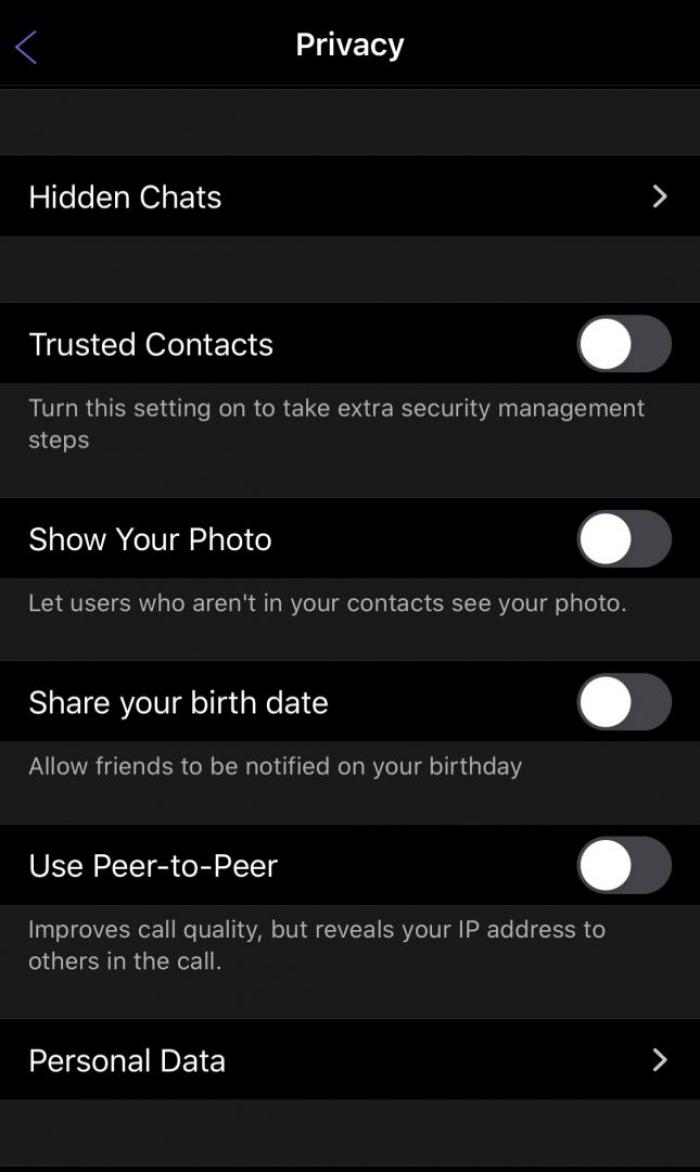 Privacy
Hidden Chats
Trusted Contacts
Turn this setting on to take extra security management
steps
Show Your Photo
Let users who aren't in your contacts see your photo.
Share your birth date
Allow friends to be notified on your birthday
Use Peer-to-Peer
Improves call quality, but reveals your IP address to
others in the call.
Personal Data